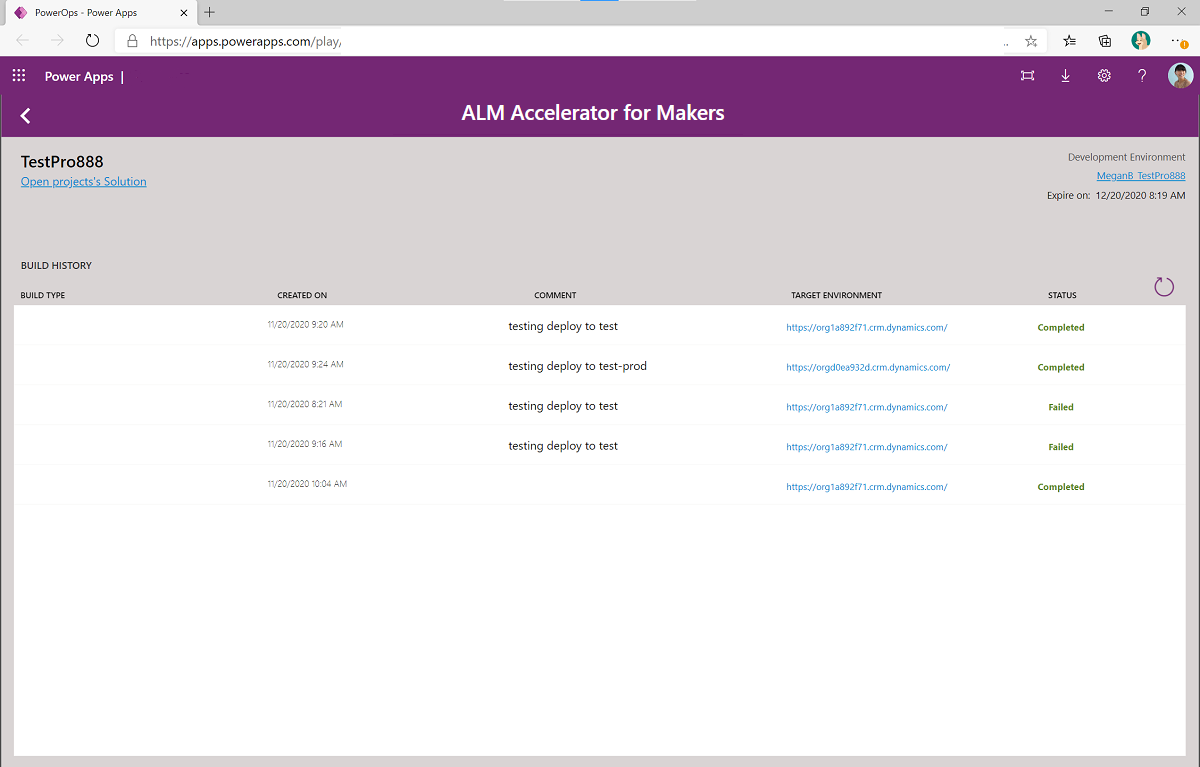 PowerOps - Power Apps
https://apps.powerapps.com/play/
Power Apps |
ALM Accelerator for Makers
TestPro888
Open projects's Solution
Development Environment
MeganB_TestPro888
Expire on: 12/20/2020 8:19 AM
BUILD HISTORY
BUILD TYPE CREATED ON COMMENT TARGET ENVIRONMENT STATUS
11/20/2020 9:20 AM testing deploy to test https://org1a892f71.crm.dynamics.com/ Completed
11/20/2020 9:24 AM testing deploy to test-prod https://orgd0ea932d.crm.dynamics.com/ Completed
11/20/2020 8:21 AM testing deploy to test https://org1a892f71.crm.dynamics.com/ Failed
11/20/2020 9:16 AM testing deploy to test https://org1a892f71.crm.dynamics.com/ Failed
11/20/2020 10:04 AM https://org1a892f71.crm.dynamics.com/ Completed